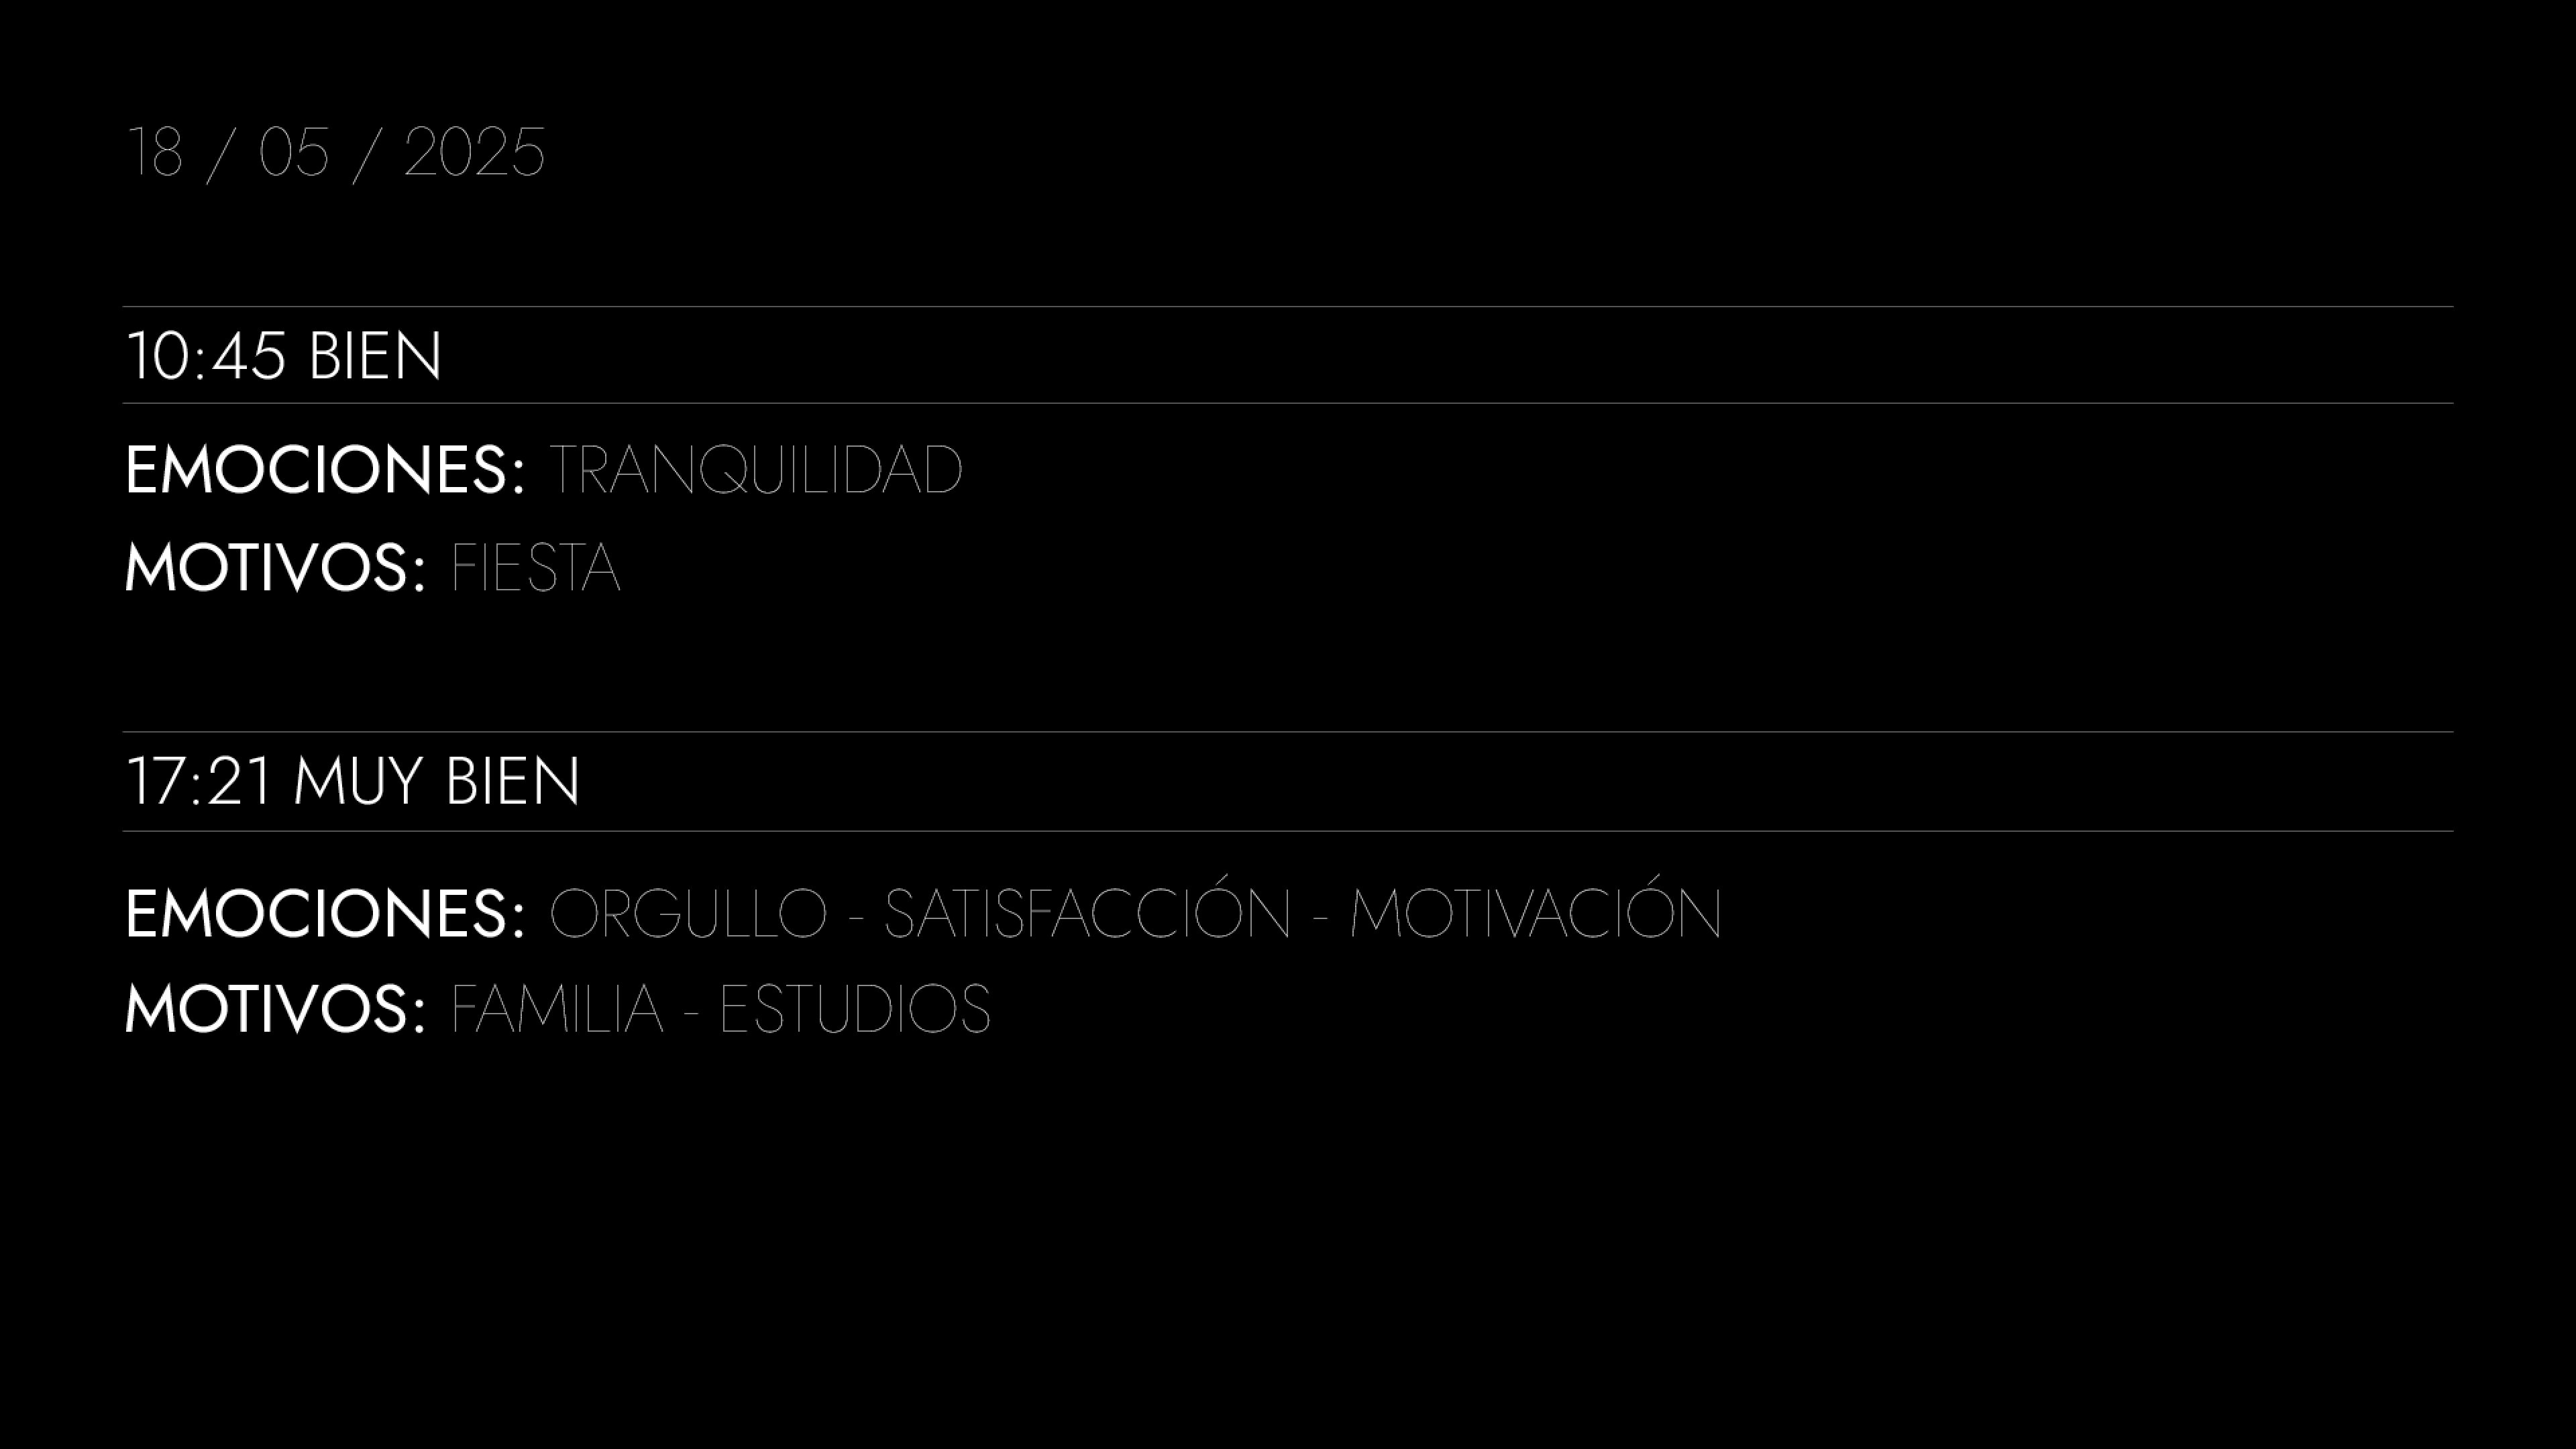 18 / 05 / 2025
10:45 BIEN
EMOCIONES: TRANQUILIDAD
MOTIVOS: FIESTA
17:21 MUY BIEN
EMOCIONES: ORGULLO - SATISFACCIÓN - MOTIVACIÓN
MOTIVOS: FAMILIA - ESTUDIOS